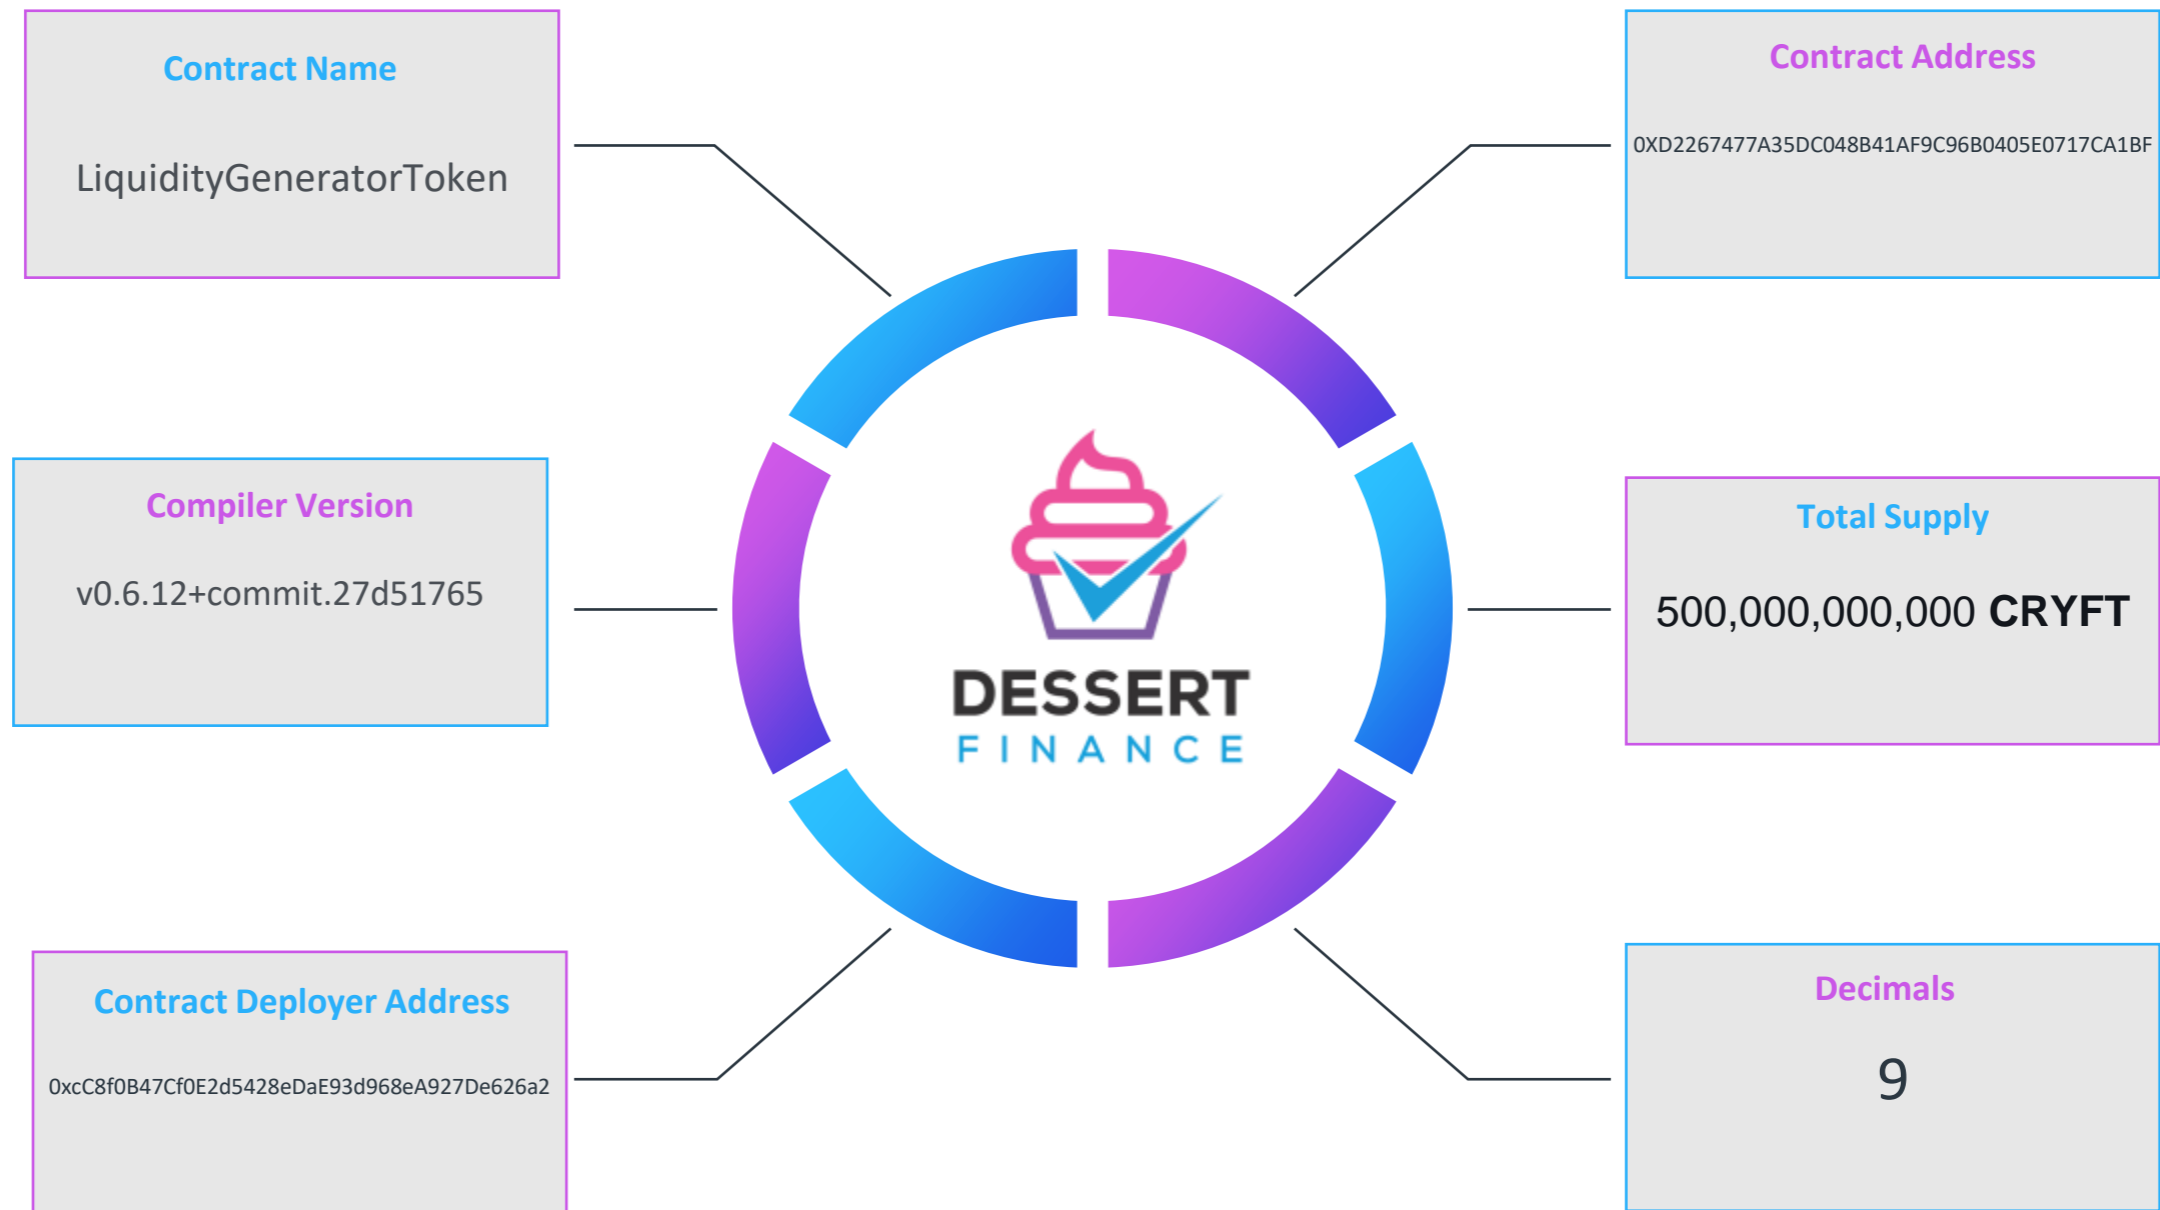 Contract Name
LiquidityGeneratorToken
Contract Address
0XD2267477A35DC048B41AF9C96B0405E0717CA1BF
Compiler Version
v0.6.12+commit.27d51765
Total Supply
500,000,000,000 CRYFT
DESSERT
FINANCE
Contract Deployer Address
0xcC8f0B47Cf0E2d5428eDaE93d968eA927De626a2
Decimals
9